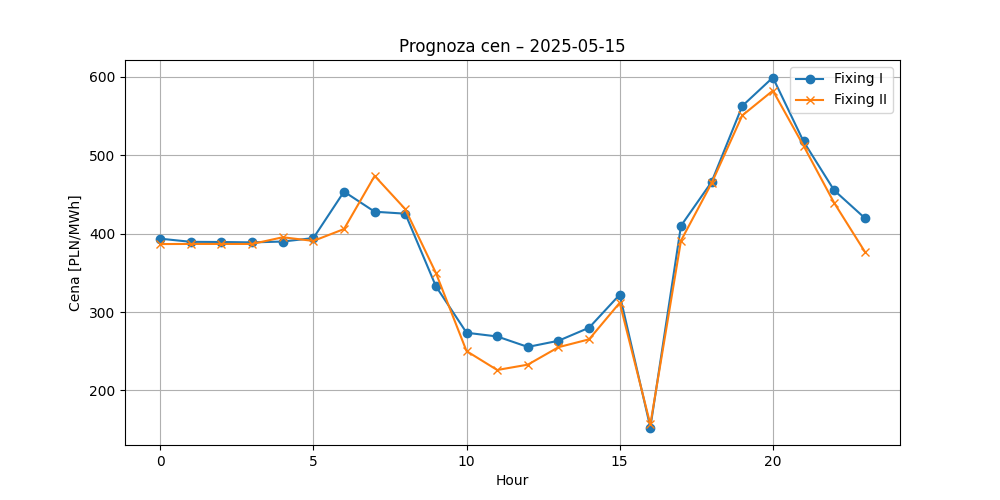 Prognoza cen – 2025-05-15
Fixing I
Fixing II
Cena [PLN/MWh]
600
500
400
300
200
0 5 10 15 20
Hour